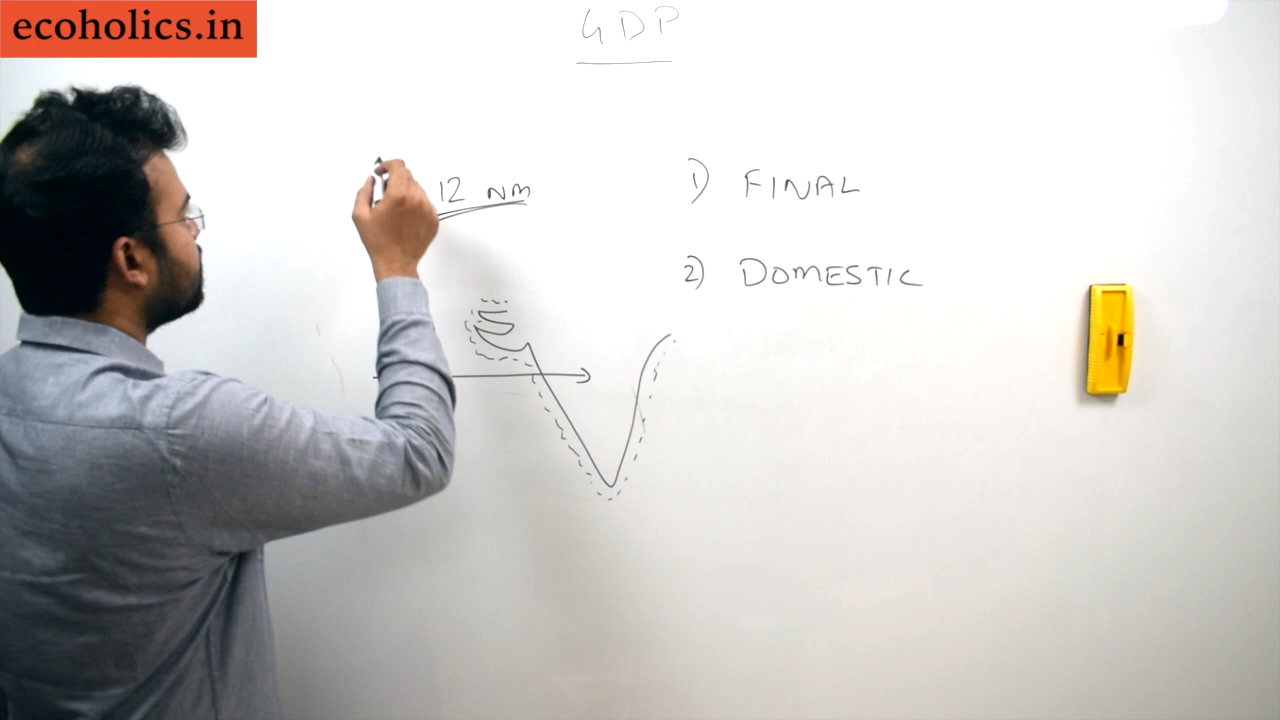 ecoholics.in
GDP
12 NM
1) FINAL
2) DOMESTIC